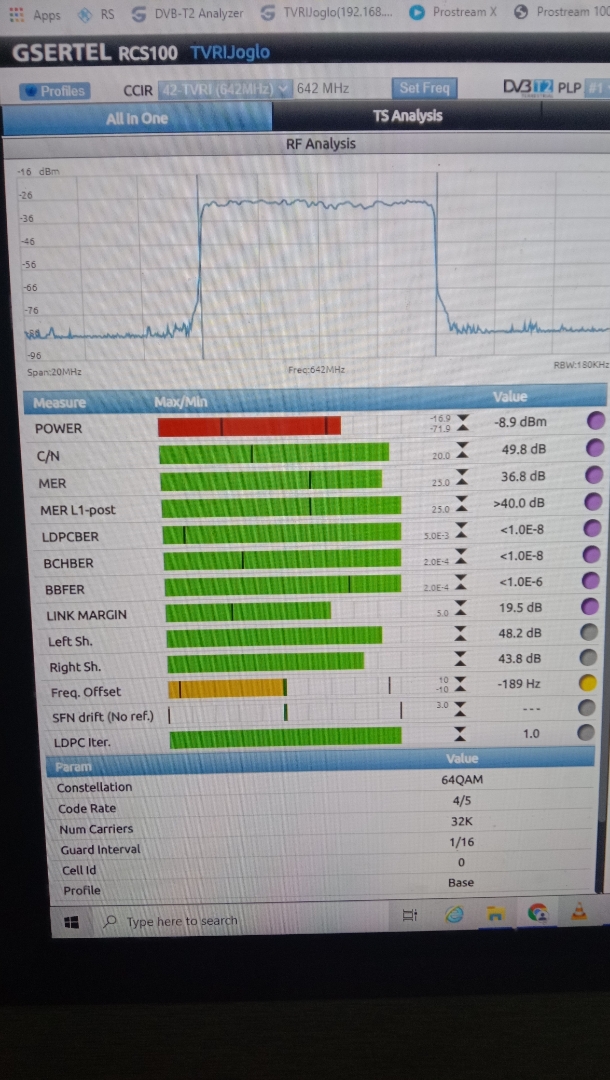 Apps RS DVB-T2 Analyzer TVRIJoglo(192.168.... Prostream x Prostream 100
GSERTEL RCS100 TVRIJoglo
Profiles CCIR 42-TVRI (642MHz) 642 MHz Set Freq DVB T2 PLP #1
All in One TS Analysis
RF Analysis
-16 dBm
-26
-36
-46
-56
-66
-76
-96
Span:20MHz Freq:642MHz RBW:180KHz
Measure Max/Min Value
POWER -16.9 -71.9 -8.9 dBm
C/N 20.0 49.8 dB
MER 25.0 36.8 dB
MER L1-post 25.0 >40.0 dB
LDPCBER 5.0E-3 <1.0E-8
BCHBER 2.0E-4 <1.0E-8
BBFER 2.0E-4 <1.0E-6
LINK MARGIN 5.0 19.5 dB
Left Sh. 48.2 dB
Right Sh. 43.8 dB
Freq. Offset 10 -10 -189 Hz
SFN drift (No ref.) 3.0 ---
LDPC Iter. 1.0
Param Value
Constellation 64QAM
Code Rate 4/5
Num Carriers 32K
Guard Interval 1/16
Cell Id 0
Profile Base
Type here to search